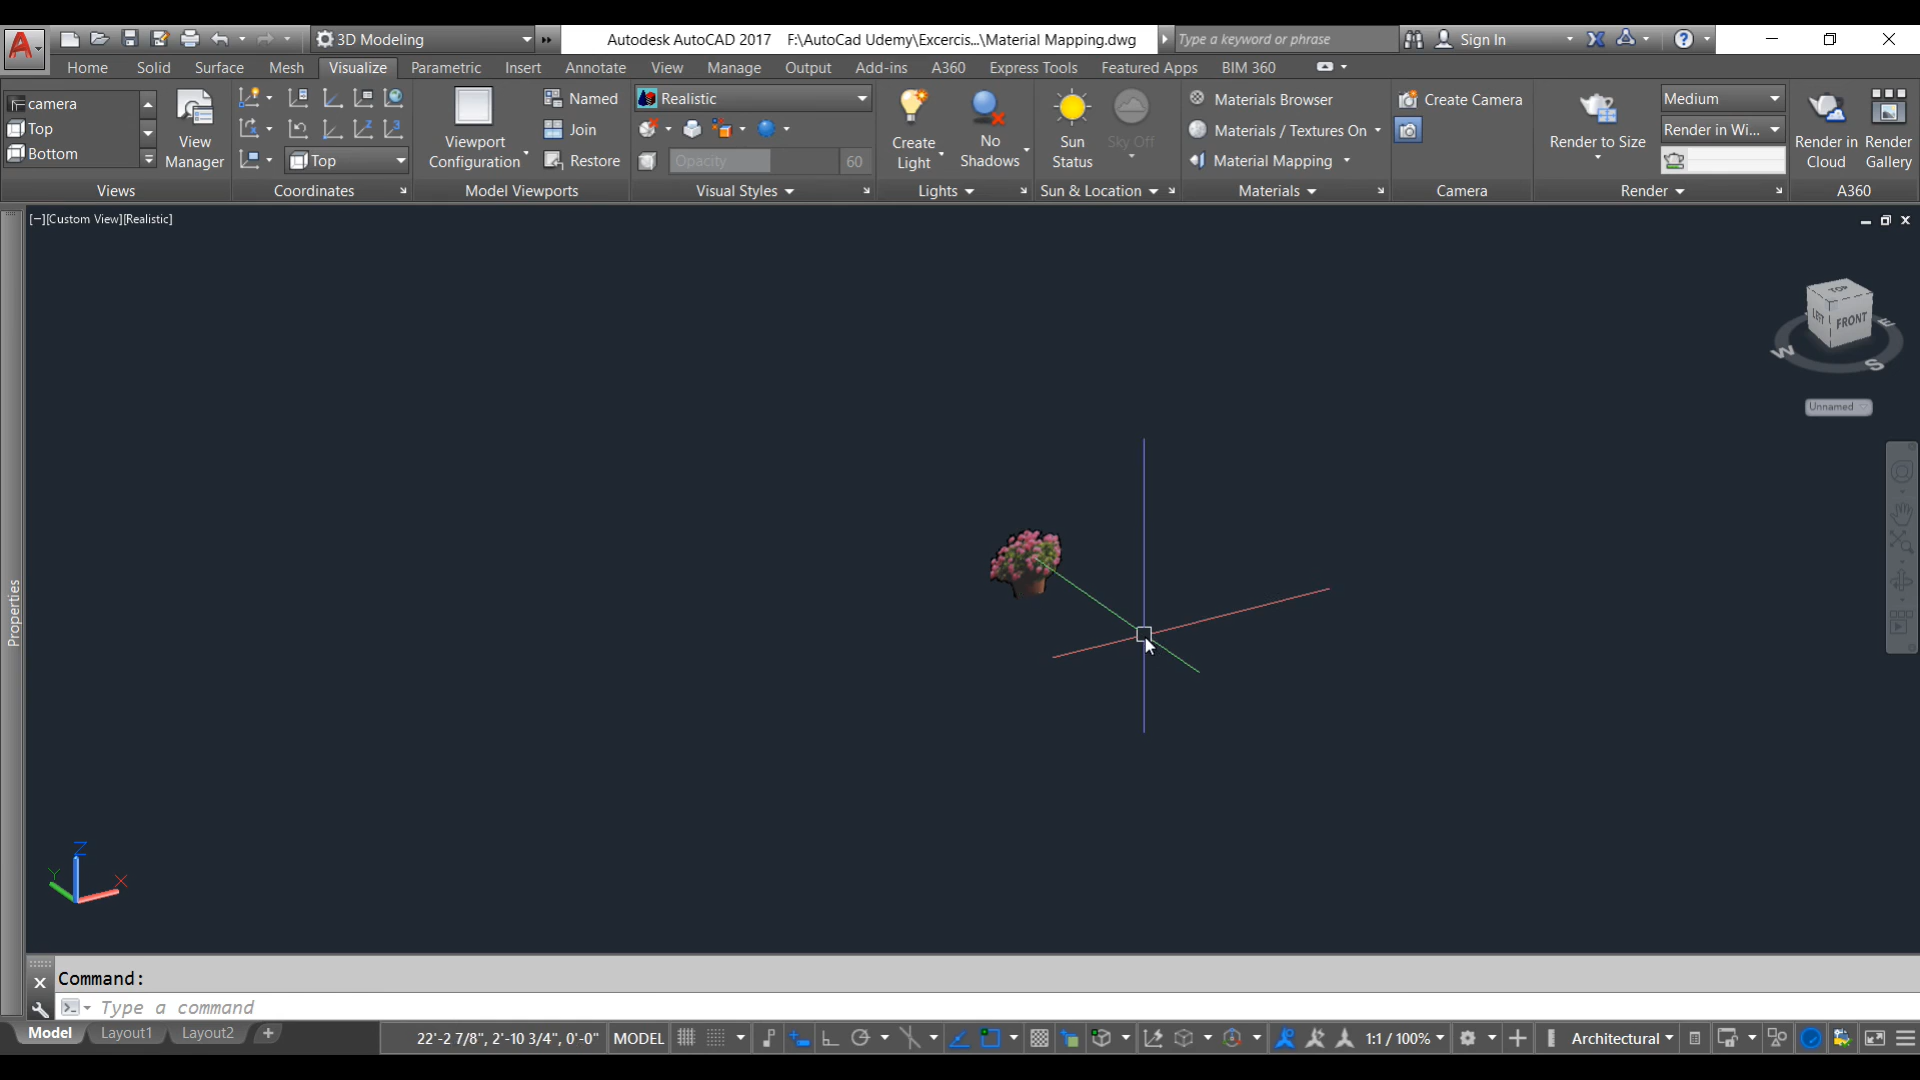 3D Modeling
Autodesk AutoCAD 2017 F:\AutoCad Udemy\Excercis...\Material Mapping.dwg
Type a keyword or phrase
Sign In
Home Solid Surface Mesh Visualize Parametric Insert Annotate View Manage Output Add-ins A360 Express Tools Featured Apps BIM 360
camera
Top
Bottom
View
Manager
Views
Top
Coordinates
Viewport
Configuration
Named
Join
Restore
Model Viewports
Realistic
Opacity 60
Visual Styles
Create
Light
No
Shadows
Lights
Sun
Status
Sky Off
Sun & Location
Materials Browser
Materials / Textures On
Material Mapping
Materials
Create Camera
Camera
Render to Size
Medium
Render in Wi...
Render
Render in
Cloud
Render
Gallery
A360
[−][Custom View][Realistic]
TOP
LEFT
FRONT
W
S
E
Unnamed
Properties
Z
Y
X
Command:
Type a command
Model Layout1 Layout2
22'-2 7/8", 2'-10 3/4", 0'-0" MODEL 1:1 / 100% Architectural